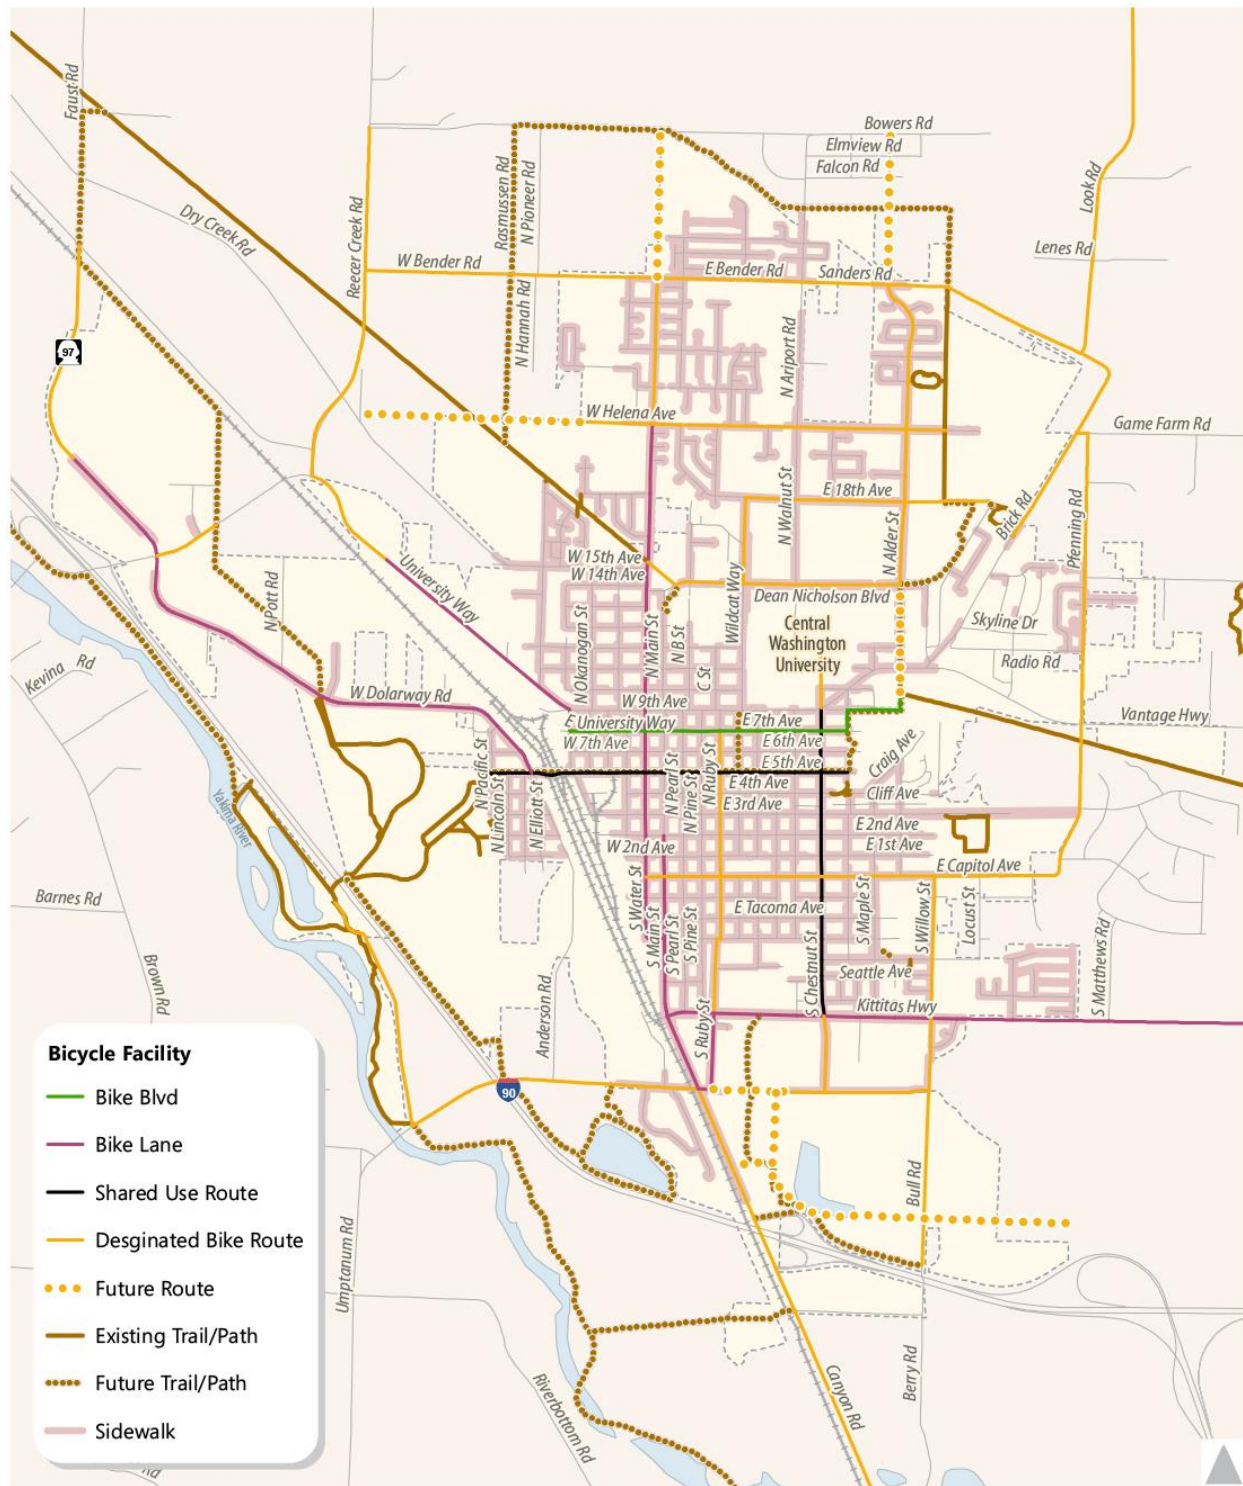 Faust Rd
Bowers Rd
Elmview Rd
Falcon Rd
Look Rd
Rasmussen Rd
N Pioneer Rd
Dry Creek Rd
Reecer Creek Rd
Lenes Rd
W Bender Rd
E Bender Rd
Sanders Rd
N Hannah Rd
97
N Ariport Rd
W Helena Ave
Game Farm Rd
E 18th Ave
N Walnut St
Brick Rd
Pfenning Rd
N Alder St
W 15th Ave
W 14th Ave
University Way
N Pott Rd
Wildcat Way
Dean Nicholson Blvd
N Okanogan St
N Main St
N B St
C St
Central
Washington
University
Skyline Dr
Radio Rd
Kevina Rd
W Dolarway Rd
W 9th Ave
E University Way
E 7th Ave
Vantage Hwy
W 7th Ave
E 6th Ave
E 5th Ave
Craig Ave
N Pacific St
N Lincoln St
N Elliott St
N Pearl St
N Pine St
N Ruby St
E 4th Ave
Cliff Ave
E 3rd Ave
Yakima River
E 2nd Ave
W 2nd Ave
E 1st Ave
E Capitol Ave
Barnes Rd
S Water St
S Main St
S Pearl St
S Pine St
E Tacoma Ave
S Maple St
S Willow St
Locust St
S Matthews Rd
Brown Rd
Seattle Ave
S Chestnut St
Kittitas Hwy
Anderson Rd
S Ruby St
90
Bull Rd
Umptanum Rd
Berry Rd
Canyon Rd
Riverbottom Rd
Bicycle Facility
Bike Blvd
Bike Lane
Shared Use Route
Desginated Bike Route
Future Route
Existing Trail/Path
Future Trail/Path
Sidewalk
Rd